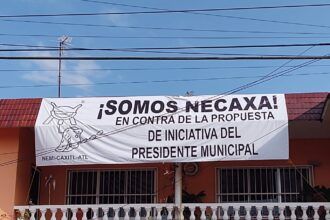 ¡SOMOS NECAXA!
EN CONTRA DE LA PROPUESTA
DE INICIATIVA DEL
PRESIDENTE MUNICIPAL
NEMI-CAXITL-ATL